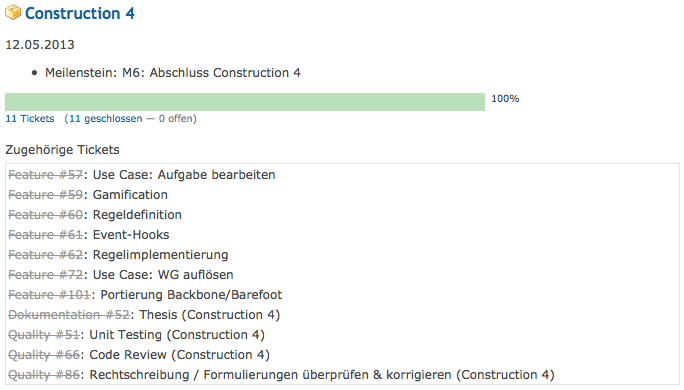 Construction 4
12.05.2013
• Meilenstein: M6: Abschluss Construction 4
100%
11 Tickets (11 geschlossen — 0 offen)
Zugehörige Tickets
Feature #57: Use Case: Aufgabe bearbeiten
Feature #59: Gamification
Feature #60: Regeldefinition
Feature #61: Event-Hooks
Feature #62: Regelimplementierung
Feature #72: Use Case: WG auflösen
Feature #101: Portierung Backbone/Barefoot
Dokumentation #52: Thesis (Construction 4)
Quality #51: Unit Testing (Construction 4)
Quality #66: Code Review (Construction 4)
Quality #86: Rechtschreibung / Formulierungen überprüfen & korrigieren (Construction 4)